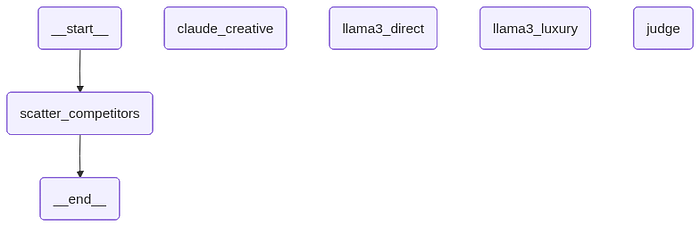 __start__
claude_creative
llama3_direct
llama3_luxury
judge
scatter_competitors
__end__